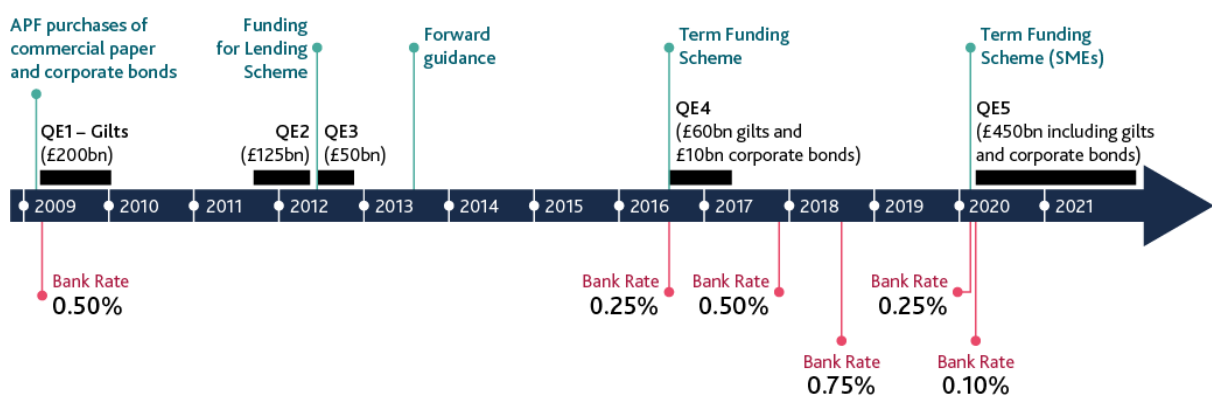 APF purchases of
commercial paper
and corporate bonds
Funding
for Lending
Scheme
Forward
guidance
Term Funding
Scheme
Term Funding
Scheme (SMEs)
QE1 – Gilts
(£200bn)
QE2
(£125bn)
QE3
(£50bn)
QE4
(£60bn gilts and
£10bn corporate bonds)
QE5
(£450bn including gilts
and corporate bonds)
2009 2010 2011 2012 2013 2014 2015 2016 2017 2018 2019 2020 2021
Bank Rate
0.50%
Bank Rate
0.25%
Bank Rate
0.50%
Bank Rate
0.75%
Bank Rate
0.25%
Bank Rate
0.10%